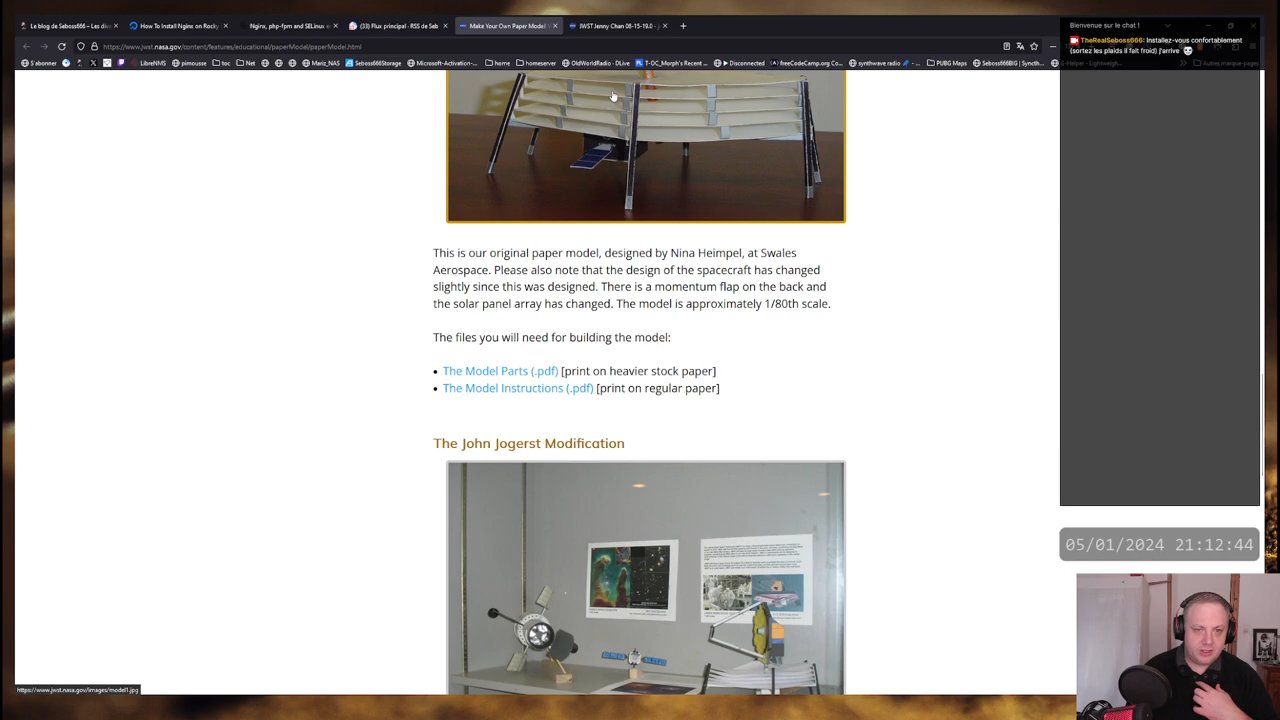 Le blog de Seboss666 – Les div
How To Install Nginx on Rocky
Nginx, php-fpm and SELinux e
(33) Flux principal - RSS de Seb
Make Your Own Paper Model
JWST Jenny Chan 08-15-19.0 -
https://www.jwst.nasa.gov/content/features/educational/paperModel/paperModel.html
S'abonner
LibreNMS
pimousse
toc
Net
Maris_NAS
Seboss666Storage
Microsoft-Activation-...
home
homeserver
OldWorldRadio - DLive
T-DC_Morph's Recent ...
Disconnected
freeCodeCamp.org Co...
synthwave radio
PUBG Maps
Seboss666BIG | Syncth...
G-Helper - Lightweigh...
Autres marque-pages
Bienvenue sur le chat !
TheRealSeboss666: Installez-vous confortablement
(sortez les plaids il fait froid) j'arrive
This is our original paper model, designed by Nina Heimpel, at Swales
Aerospace. Please also note that the design of the spacecraft has changed
slightly since this was designed. There is a momentum flap on the back and
the solar panel array has changed. The model is approximately 1/80th scale.
The files you will need for building the model:
• The Model Parts (.pdf) [print on heavier stock paper]
• The Model Instructions (.pdf) [print on regular paper]
The John Jogerst Modification
05/01/2024 21:12:44
https://www.jwst.nasa.gov/images/model1.jpg